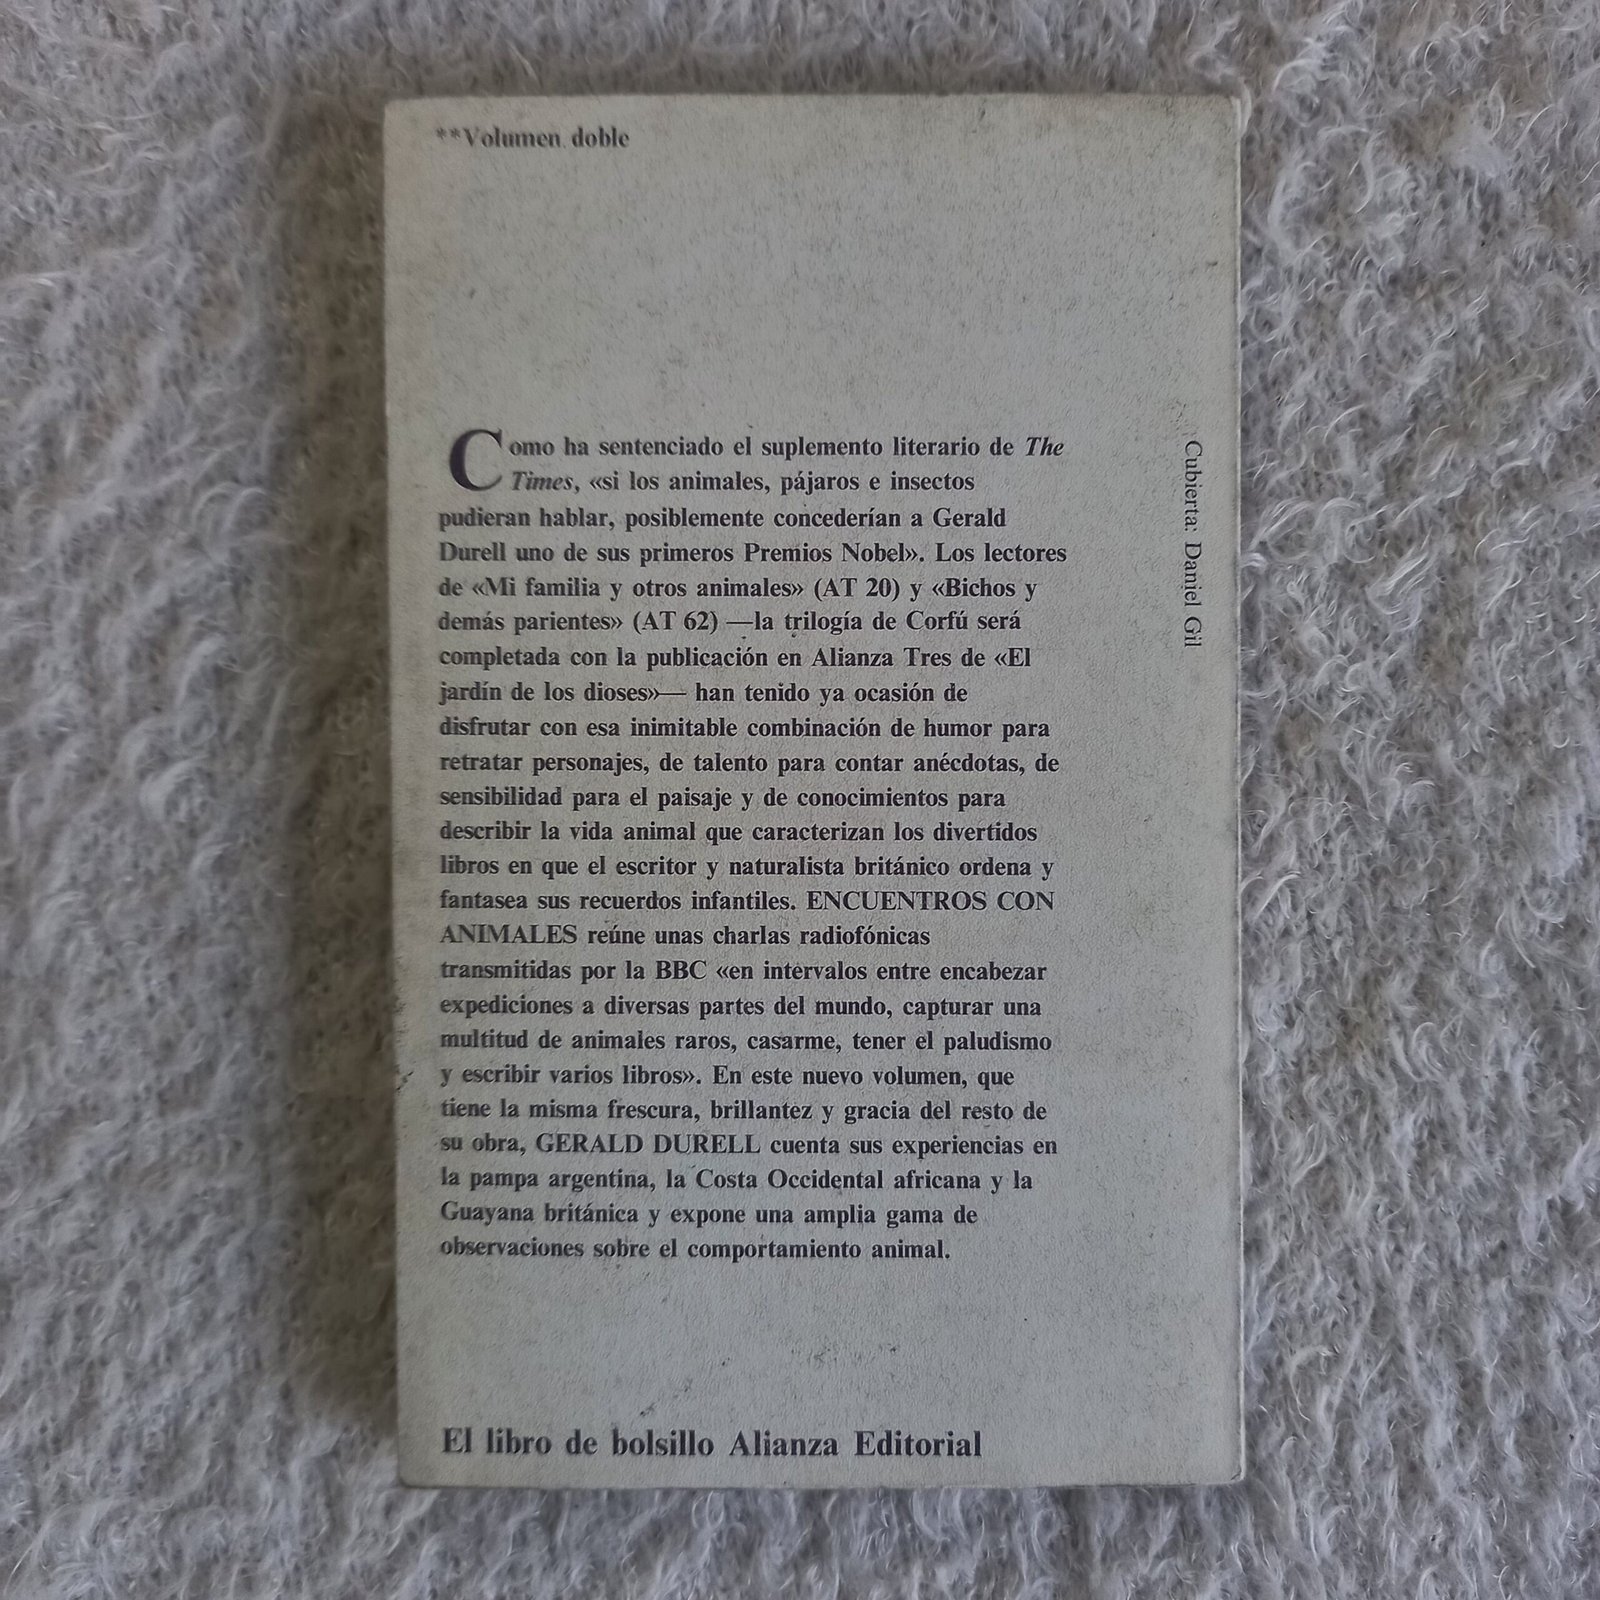 **Volumen doble
Como ha sentenciado el suplemento literario de The
Times, «si los animales, pájaros e insectos
pudieran hablar, posiblemente concederían a Gerald
Durell uno de sus primeros Premios Nobel». Los lectores
de «Mi familia y otros animales» (AT 20) y «Bichos y
demás parientes» (AT 62) —la trilogía de Corfú será
completada con la publicación en Alianza Tres de «El
jardín de los dioses»— han tenido ya ocasión de
disfrutar con esa inimitable combinación de humor para
retratar personajes, de talento para contar anécdotas, de
sensibilidad para el paisaje y de conocimientos para
describir la vida animal que caracterizan los divertidos
libros en que el escritor y naturalista británico ordena y
fantasea sus recuerdos infantiles. ENCUENTROS CON
ANIMALES reúne unas charlas radiofónicas
transmitidas por la BBC «en intervalos entre encabezar
expediciones a diversas partes del mundo, capturar una
multitud de animales raros, casarme, tener el paludismo
y escribir varios libros». En este nuevo volumen, que
tiene la misma frescura, brillantez y gracia del resto de
su obra, GERALD DURELL cuenta sus experiencias en
la pampa argentina, la Costa Occidental africana y la
Guayana británica y expone una amplia gama de
observaciones sobre el comportamiento animal.
Cubierta: Daniel Gil
El libro de bolsillo Alianza Editorial